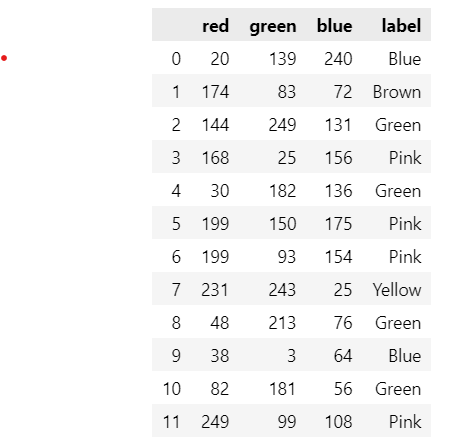 red green blue label
0 20 139 240 Blue
1 174 83 72 Brown
2 144 249 131 Green
3 168 25 156 Pink
4 30 182 136 Green
5 199 150 175 Pink
6 199 93 154 Pink
7 231 243 25 Yellow
8 48 213 76 Green
9 38 3 64 Blue
10 82 181 56 Green
11 249 99 108 Pink